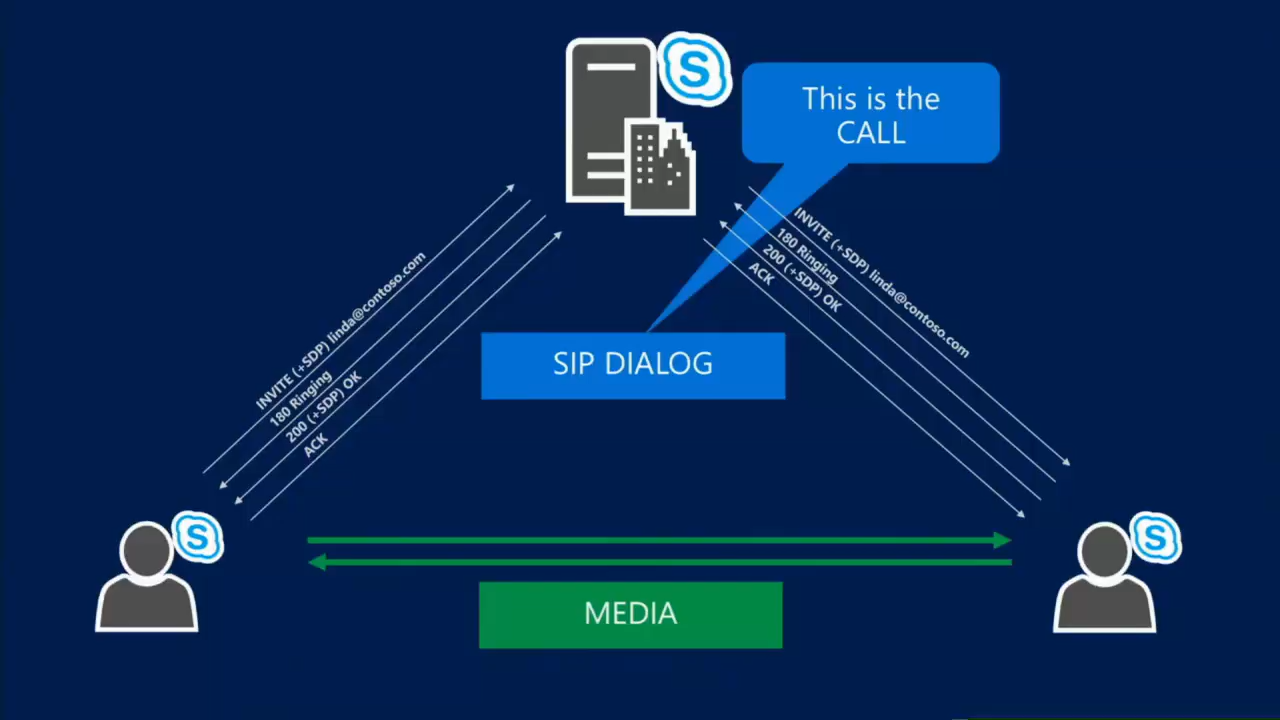 S
This is the
CALL
INVITE (+SDP) linda@contoso.com
180 Ringing
200 (+SDP) OK
ACK
INVITE (+SDP) linda@contoso.com
180 Ringing
200 (+SDP) OK
ACK
SIP DIALOG
S
S
MEDIA